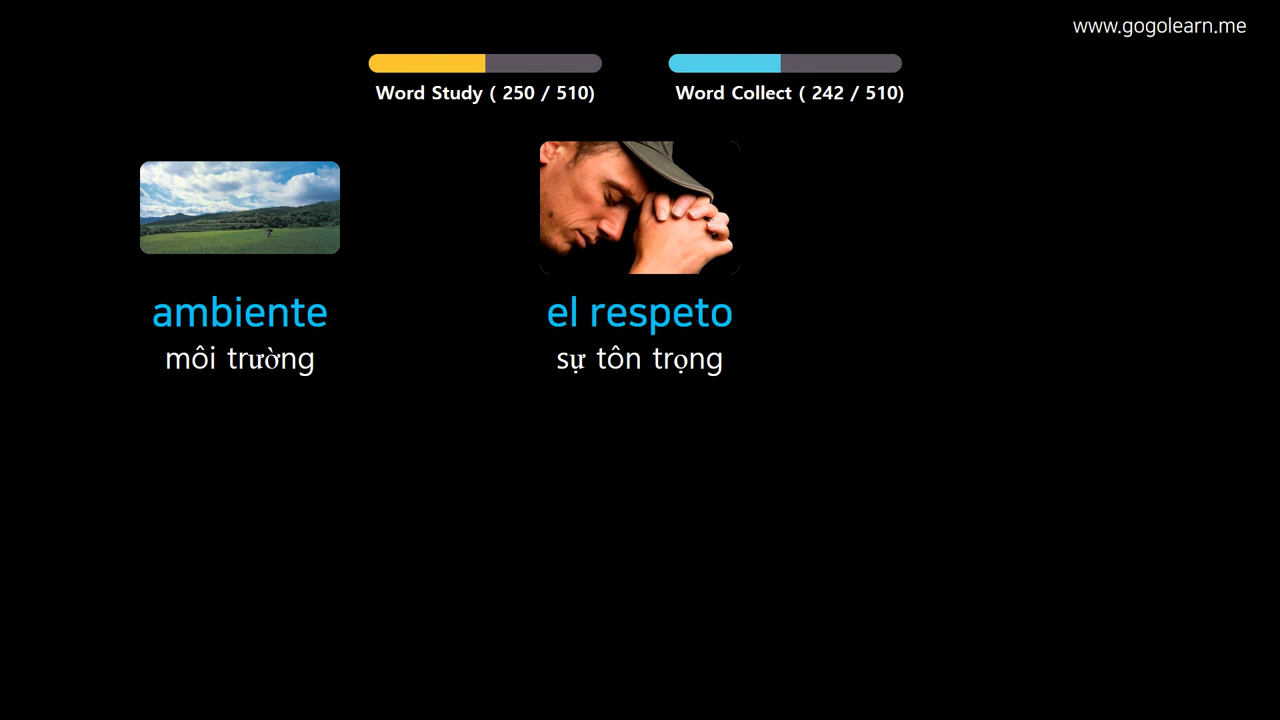 www.gogolearn.me
Word Study ( 250 / 510)
Word Collect ( 242 / 510)
ambiente
môi trường
el respeto
sự tôn trọng